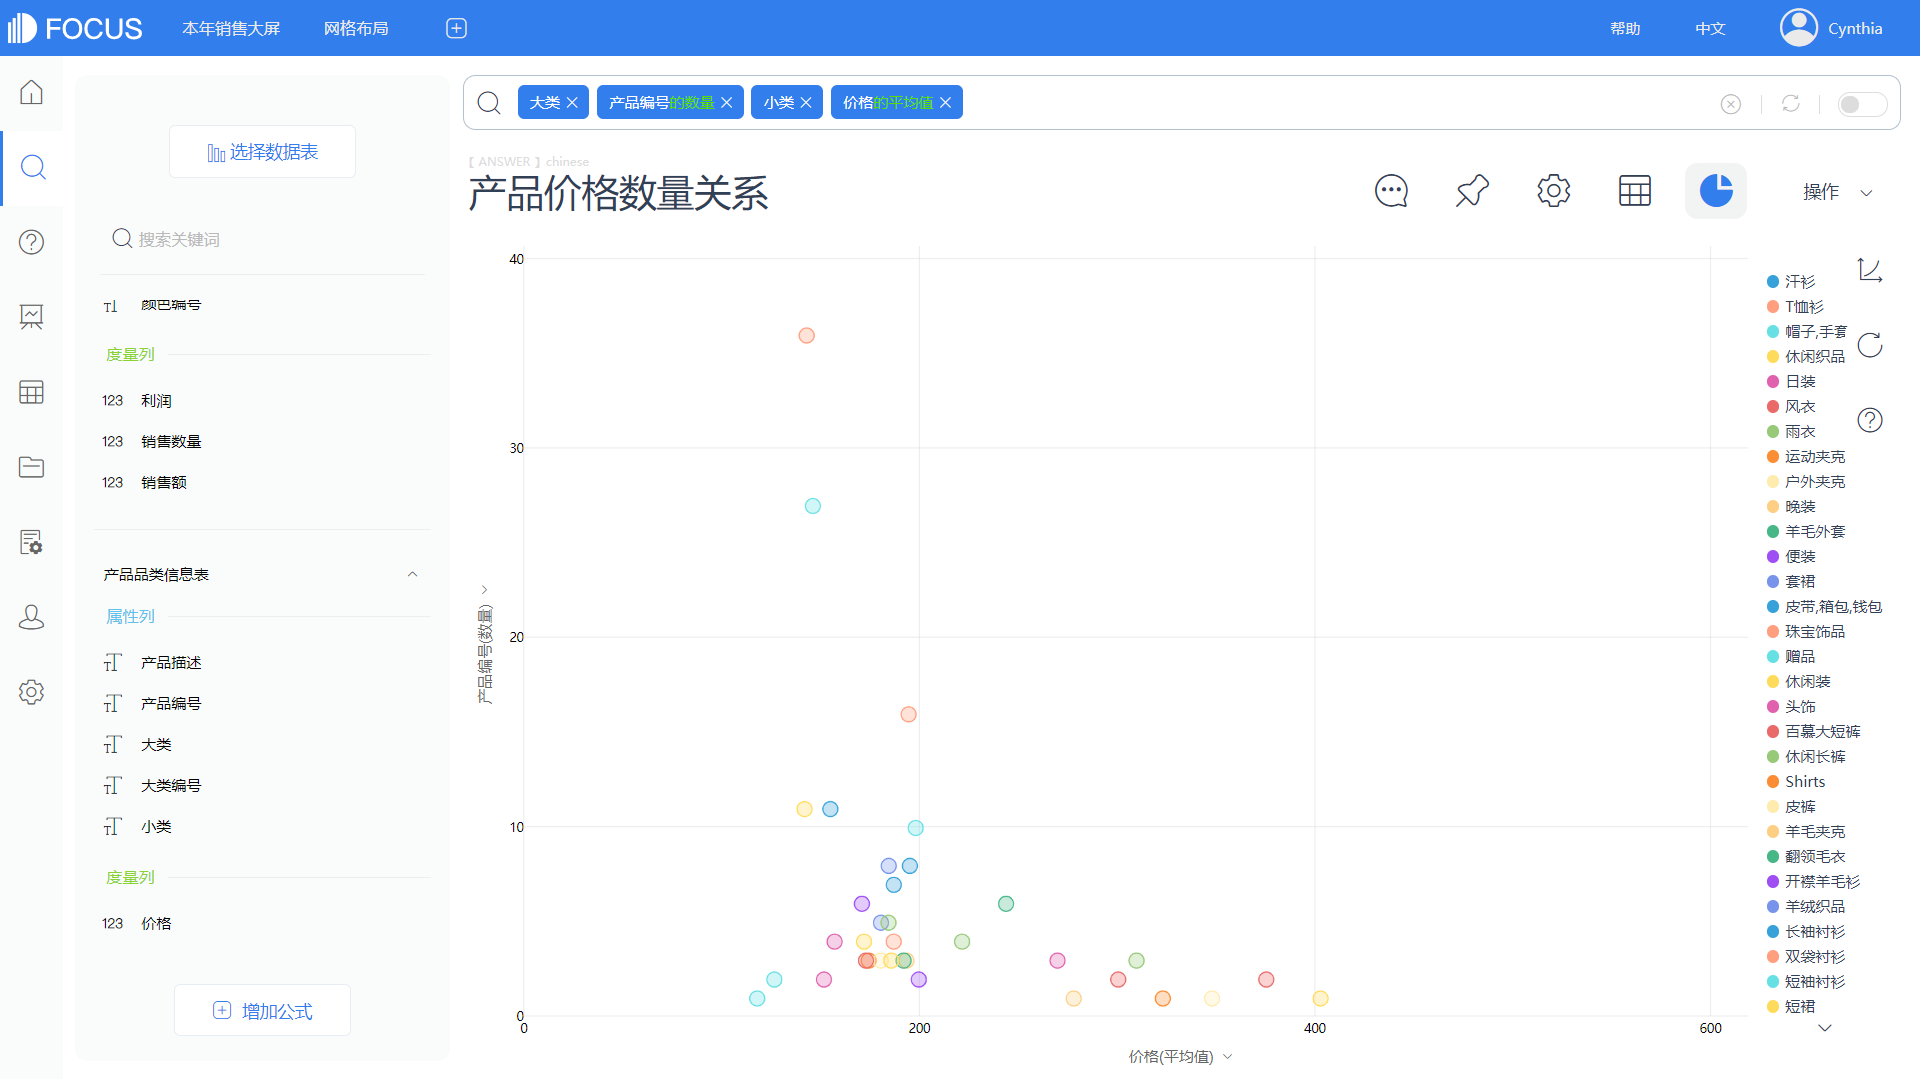 FOCUS
本年销售大屏
网格布局
帮助
中文
Cynthia
选择数据表
搜索关键词
TI 颜色编号
度量列
123 利润
123 销售数量
123 销售额
产品品类信息表
属性列
产品描述
产品编号
大类
大类编号
小类
度量列
123 价格
增加公式
大类
产品编号的数量
小类
价格的平均值
【 ANSWER 】chinese
产品价格数量关系
操作
40
30
20
10
0
产品编号(数量)
0
200
400
600
价格(平均值)
汗衫
T恤衫
帽子,手套
休闲织品
日装
风衣
雨衣
运动夹克
户外夹克
晚装
羊毛外套
便装
套裙
皮带,箱包,钱包
珠宝饰品
赠品
休闲装
头饰
百慕大短裤
休闲长裤
Shirts
皮裤
羊毛夹克
翻领毛衣
开襟羊毛衫
羊绒织品
长袖衬衫
双袋衬衫
短袖衬衫
短裙